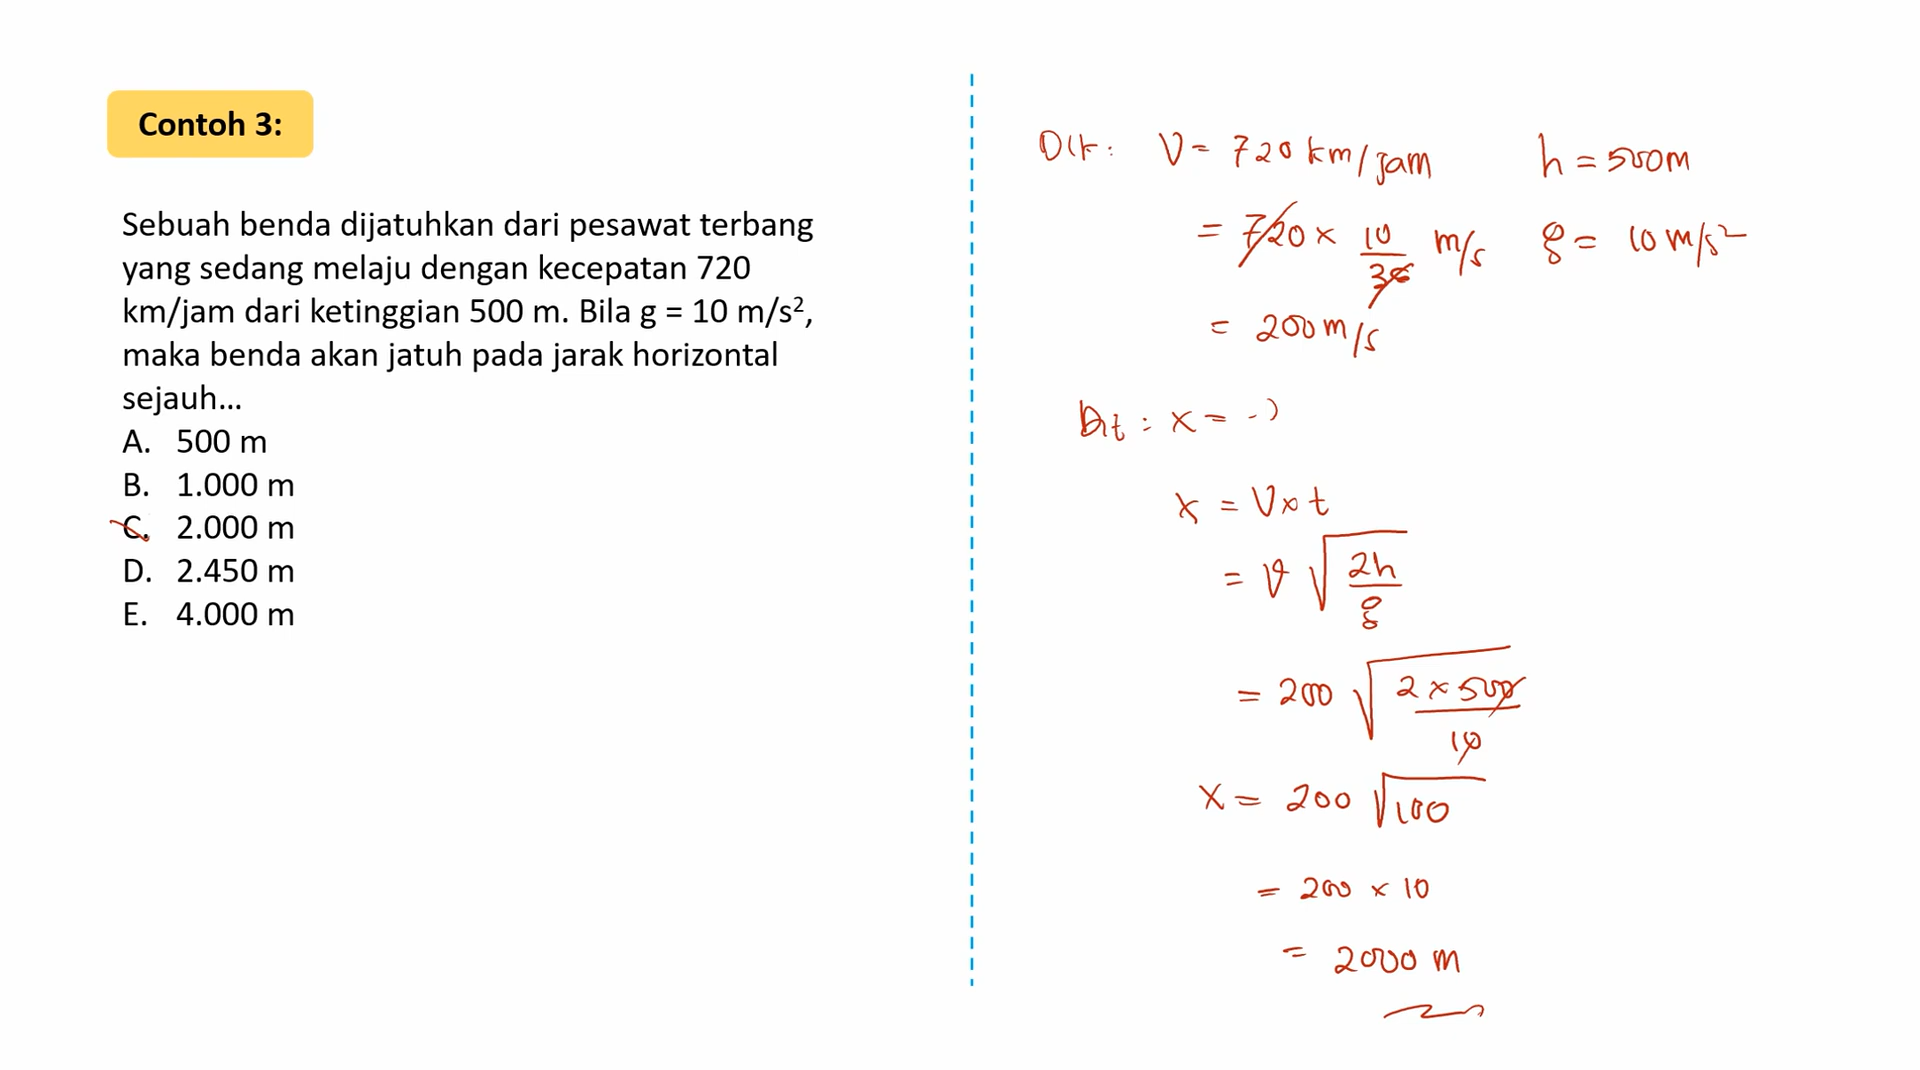 Contoh 3:
Sebuah benda dijatuhkan dari pesawat terbang
yang sedang melaju dengan kecepatan 720
km/jam dari ketinggian 500 m. Bila g = 10 m/s²,
maka benda akan jatuh pada jarak horizontal
sejauh...
A. 500 m
B. 1.000 m
C. 2.000 m
D. 2.450 m
E. 4.000 m
Dik: V = 720 km/jam h = 500m
= 720 x 10/36 m/s g = 10 m/s²
= 200 m/s
Dit : x = -?
x = V x t
= V √(2h/g)
= 200 √(2 x 500/10)
x = 200 √100
= 200 x 10
= 2000 m